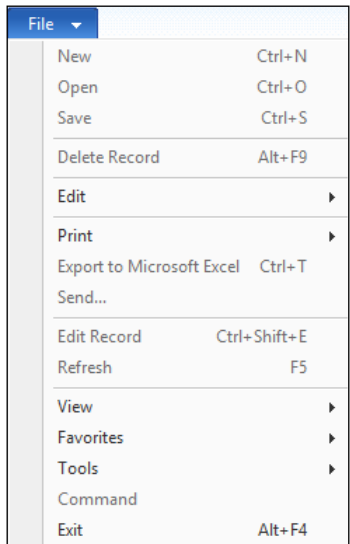 File
New Ctrl+N
Open Ctrl+O
Save Ctrl+S
Delete Record Alt+F9
Edit
Print
Export to Microsoft Excel Ctrl+T
Send...
Edit Record Ctrl+Shift+E
Refresh F5
View
Favorites
Tools
Command
Exit Alt+F4